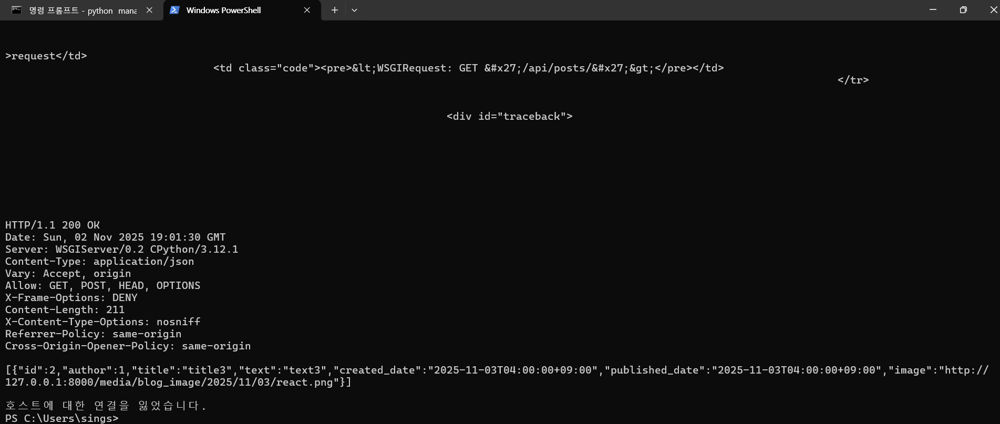 명령 프롬프트 - python mana
Windows PowerShell
>request</td>
<td class="code"><pre>&lt;WSGIRequest: GET &#x27;/api/posts/&#x27;&gt;</pre></td>
</tr>
<div id="traceback">
HTTP/1.1 200 OK
Date: Sun, 02 Nov 2025 19:01:30 GMT
Server: WSGIServer/0.2 CPython/3.12.1
Content-Type: application/json
Vary: Accept, origin
Allow: GET, POST, HEAD, OPTIONS
X-Frame-Options: DENY
Content-Length: 211
X-Content-Type-Options: nosniff
Referrer-Policy: same-origin
Cross-Origin-Opener-Policy: same-origin
[{"id":2,"author":1,"title":"title3","text":"text3","created_date":"2025-11-03T04:00:00+09:00","published_date":"2025-11-03T04:00:00+09:00","image":"http://
127.0.0.1:8000/media/blog_image/2025/11/03/react.png"}]
호스트에 대한 연결을 잃었습니다.
PS C:\Users\sings>